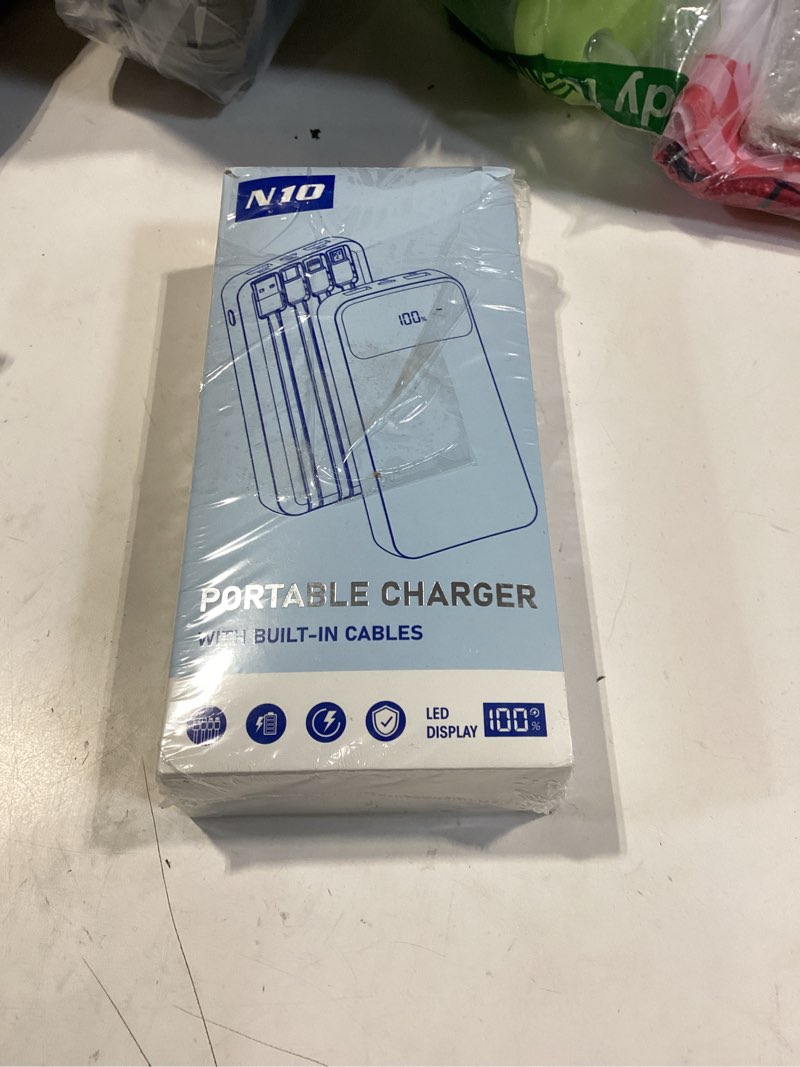 N10
100%
PORTABLE CHARGER
WITH BUILT-IN CABLES
LED
DISPLAY
100%